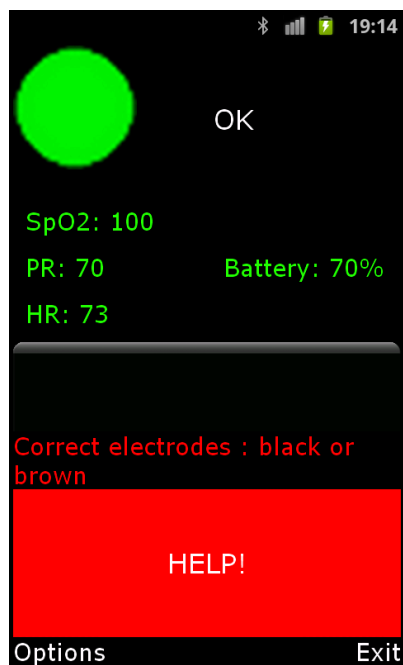 19:14
OK
SpO2: 100
PR: 70 Battery: 70%
HR: 73
Correct electrodes : black or
brown
HELP!
Options Exit